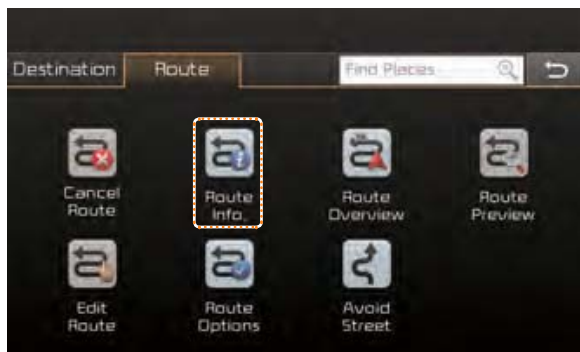 Destination
Route
Find Places
Cancel
Route
Route
Info.
Route
Overview
Route
Preview
Edit
Route
Route
Options
Avoid
Street